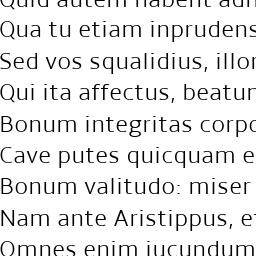 Quid autem habent adm
Qua tu etiam inprudens
Sed vos squalidius, illor
Qui ita affectus, beatur
Bonum integritas corpo
Cave putes quicquam e
Bonum valitudo: miser
Nam ante Aristippus, et
Omnes enim iucundum